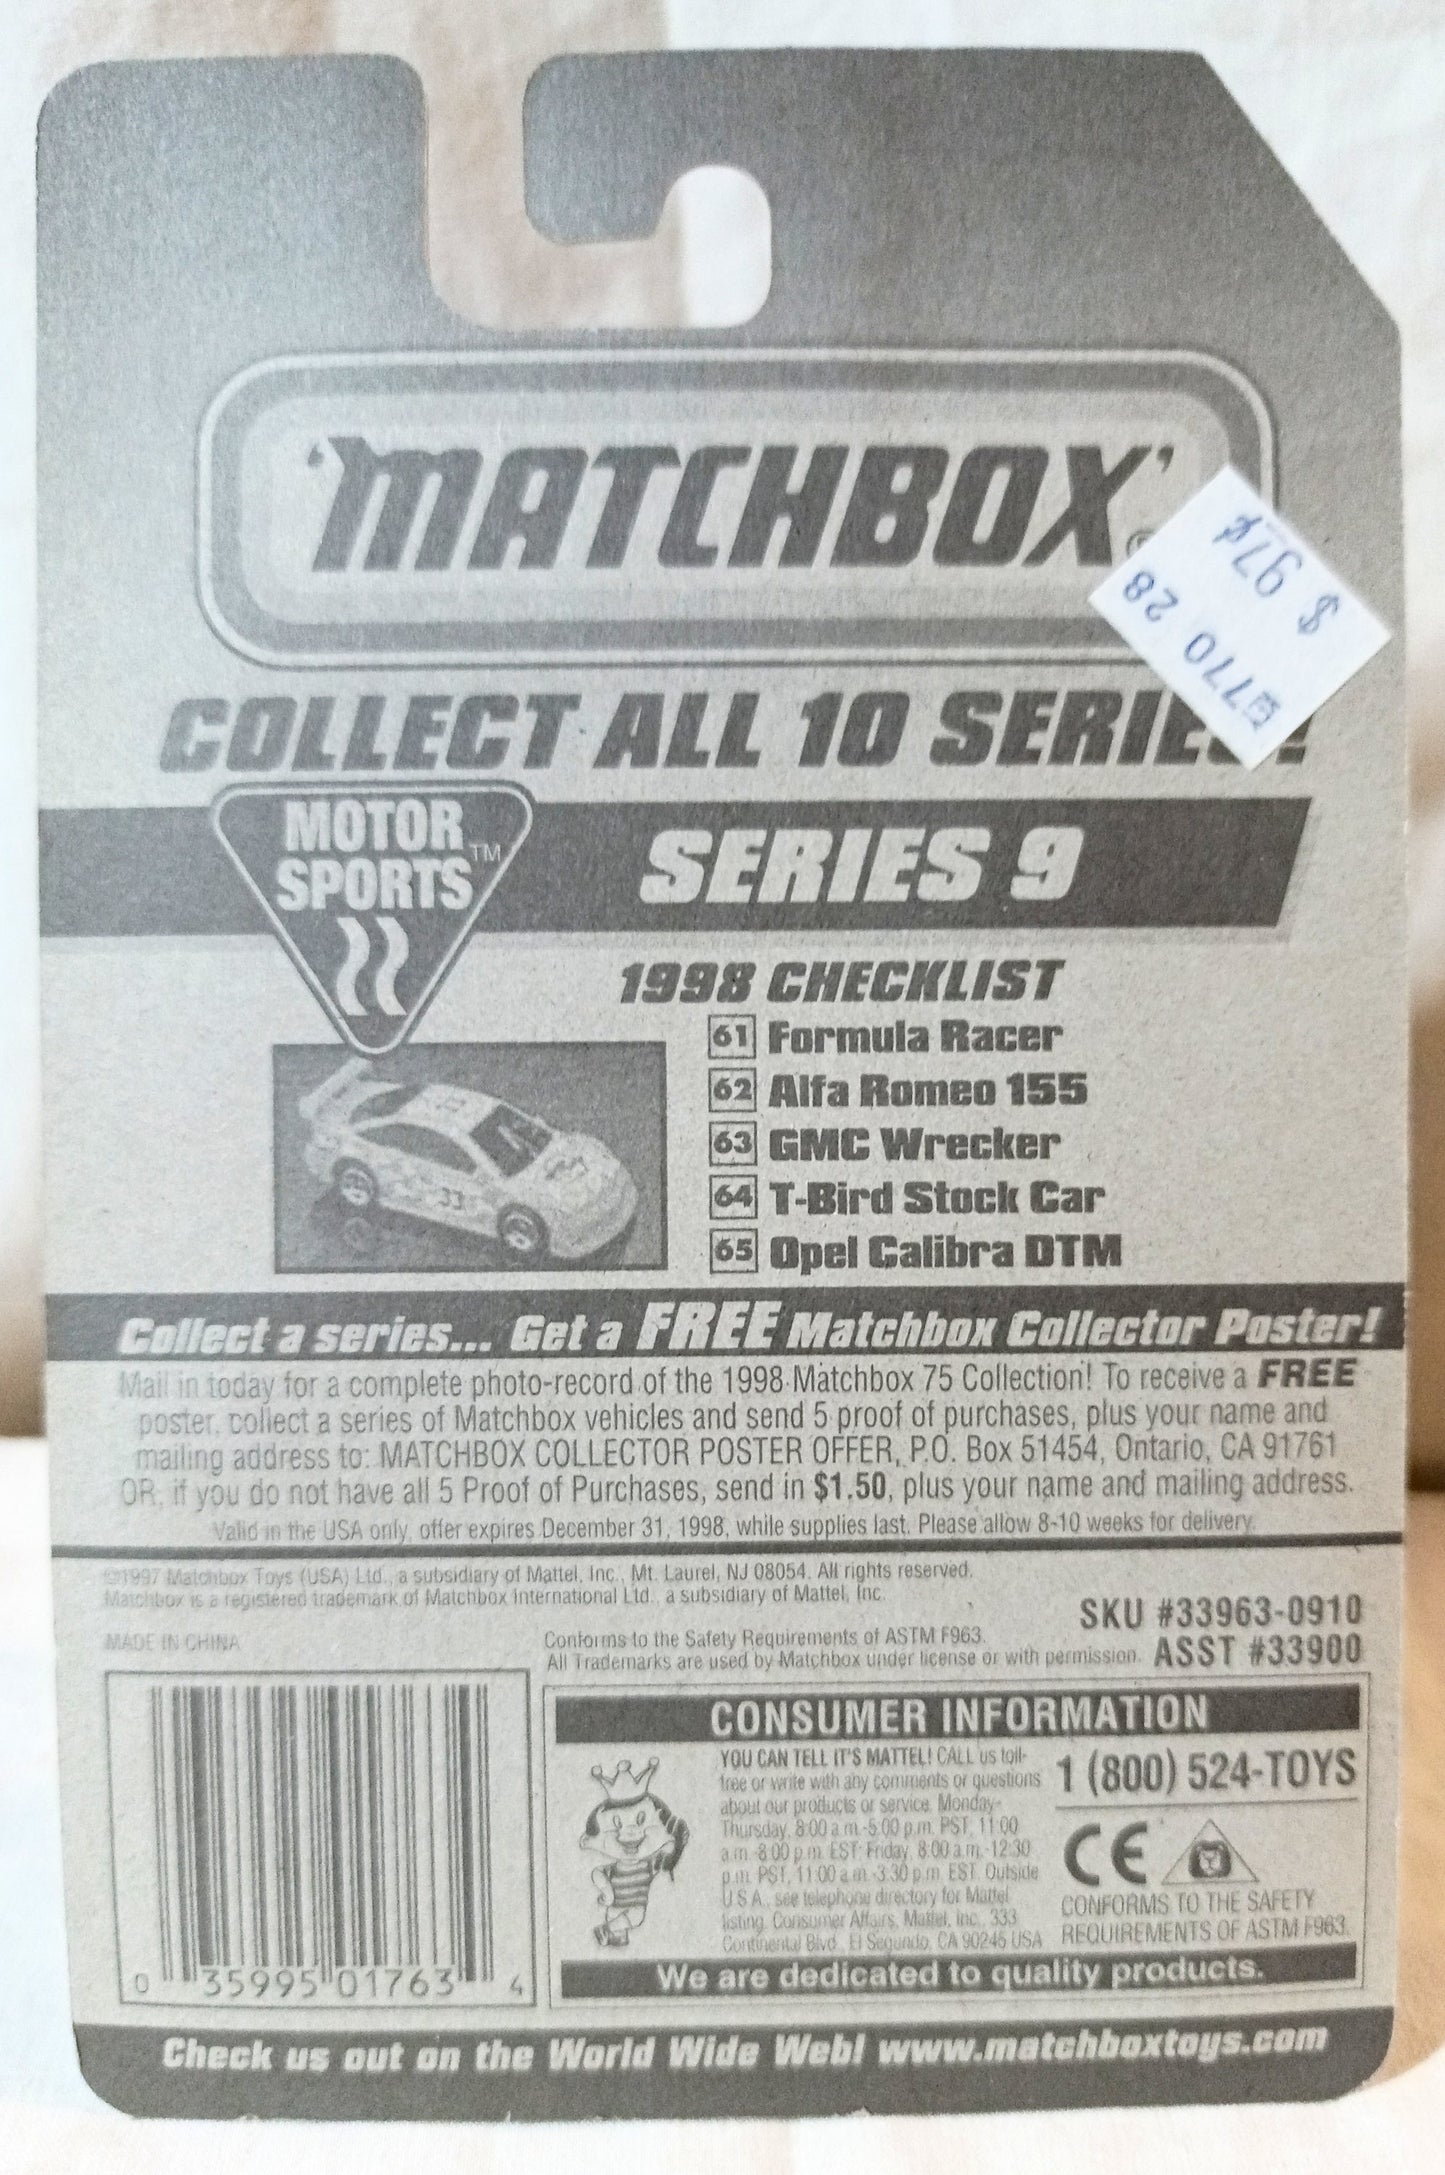 'MATCHBOX'
$ 97¢
770 28
COLLECT ALL 10 SERIES!
MOTOR
SPORTS™
SERIES 9
1998 CHECKLIST
61 Formula Racer
62 Alfa Romeo 155
63 GMC Wrecker
64 T-Bird Stock Car
65 Opel Calibra DTM
33
Collect a series... Get a FREE Matchbox Collector Poster!
Mail in today for a complete photo-record of the 1998 Matchbox 75 Collection! To receive a FREE
poster, collect a series of Matchbox vehicles and send 5 proof of purchases, plus your name and
mailing address to: MATCHBOX COLLECTOR POSTER OFFER, P.O. Box 51454, Ontario, CA 91761
OR, if you do not have all 5 Proof of Purchases, send in $1.50, plus your name and mailing address.
Valid in the USA only, offer expires December 31, 1998, while supplies last. Please allow 8-10 weeks for delivery.
©1997 Matchbox Toys (USA) Ltd., a subsidiary of Mattel, Inc., Mt. Laurel, NJ 08054. All rights reserved.
Matchbox is a registered trademark of Matchbox International Ltd., a subsidiary of Mattel, Inc.
SKU #33963-0910
MADE IN CHINA
Conforms to the Safety Requirements of ASTM F963.
All Trademarks are used by Matchbox under license or with permission.
ASST #33900
CONSUMER INFORMATION
YOU CAN TELL IT'S MATTEL! CALL us toll-
free or write with any comments or questions
about our products or service. Monday-
Thursday, 8:00 a.m.-5:00 p.m. PST, 11:00
a.m.-8:00 p.m. EST; Friday, 8:00 a.m.-12:30
p.m. PST, 11:00 a.m.-3:30 p.m. EST. Outside
U.S.A., see telephone directory for Mattel
listing. Consumer Affairs, Mattel, Inc., 333
Continental Blvd., El Segundo, CA 90245 USA
1 (800) 524-TOYS
CE
CONFORMS TO THE SAFETY
REQUIREMENTS OF ASTM F963.
We are dedicated to quality products.
0 35995 01763 4
Check us out on the World Wide Web! www.matchboxtoys.com